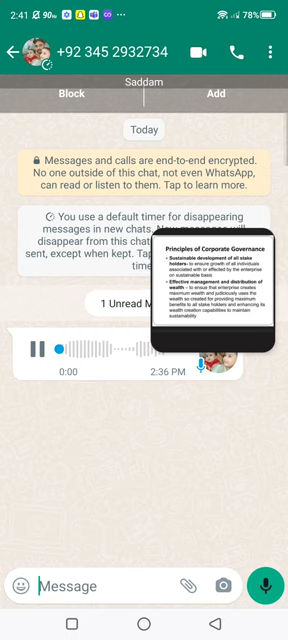 2:41
78%
+92 345 2932734
Saddam
Block
Add
Today
Messages and calls are end-to-end encrypted.
No one outside of this chat, not even WhatsApp,
can read or listen to them. Tap to learn more.
You use a default timer for disappearing
messages in new chats.
disappear from this chat
sent, except when kept. Tap
time
Principles of Corporate Governance
Sustainable development of all stake
holders- to ensure growth of all individuals
associated with or effected by the enterprise
on sustainable basis
Effective management and distribution of
wealth – to ensure that enterprise creates
maximum wealth and judiciously uses the
wealth so created for providing maximum
benefits to all stake holders and enhancing its
wealth creation capabilities to maintain
sustainability
1 Unread M
0:00
2:36 PM
Message